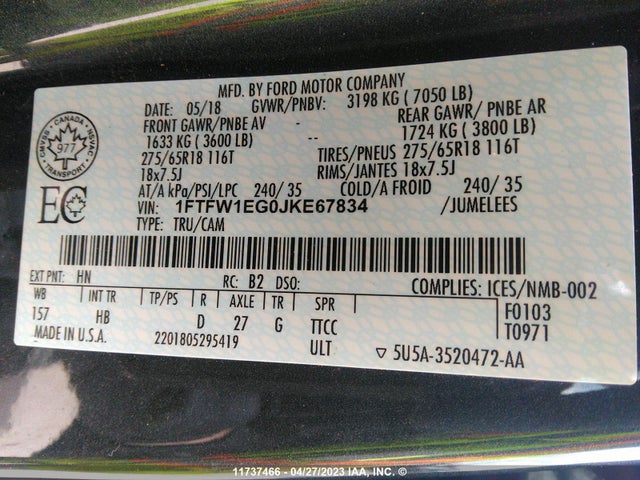 MFD. BY FORD MOTOR COMPANY
DATE: 05/18 GVWR/PNBV: 3198 KG ( 7050 LB)
FRONT GAWR/PNBE AV -- REAR GAWR/ PNBE AR
1633 KG ( 3600 LB) -- 1724 KG ( 3800 LB)
275/65R18 116T TIRES/PNEUS 275/65R18 116T
18x7.5J RIMS/JANTES 18x7.5J
AT/A kPa/PSI/LPC 240/ 35 COLD/A FROID 240/ 35
VIN: 1FTFW1EG0JKE67834 /JUMELEES
TYPE: TRU/CAM
CANADA
CMVSS NSVAC
977
TRANSPORT
EC
EXT PNT: HN RC: B2 DSO: COMPLIES: ICES/NMB-002
WB INT TR TP/PS R AXLE TR SPR F0103
157 HB D 27 G TTCC T0971
MADE IN U.S.A. 2201805295419 ULT ▽ 5U5A-3520472-AA
11737466 - 04/27/2023 IAA, INC. ©